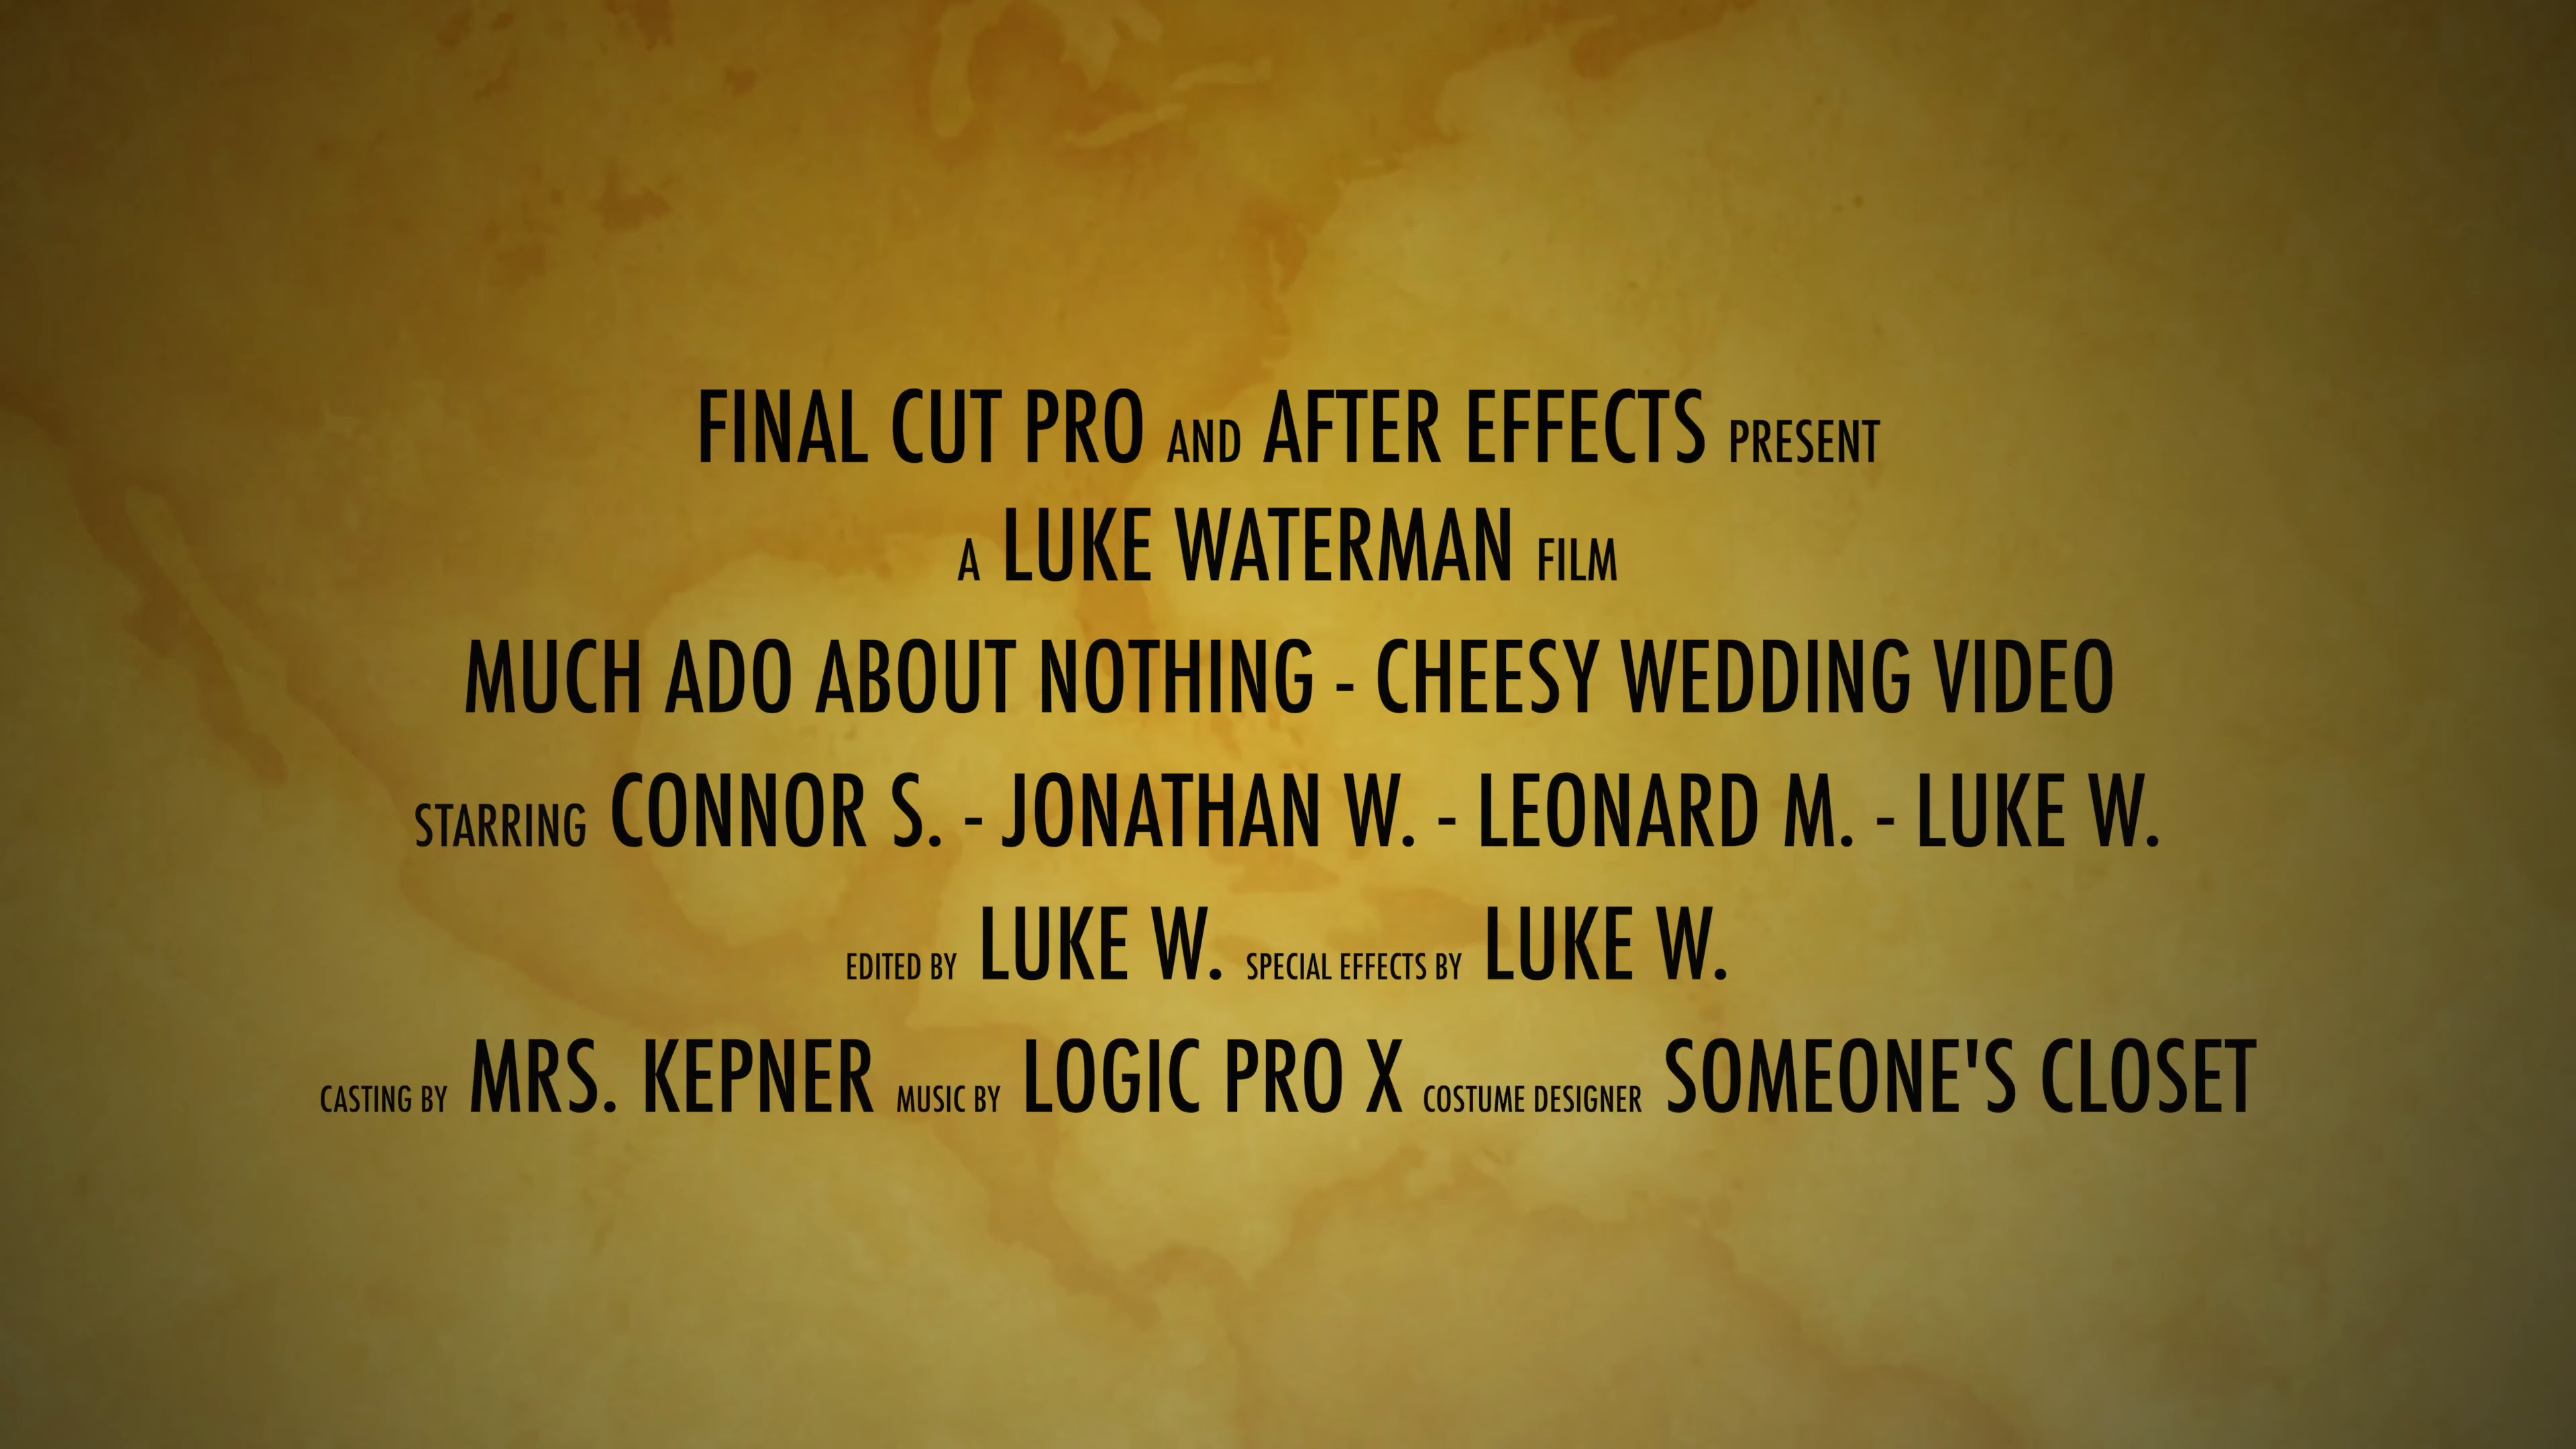 FINAL CUT PRO AND AFTER EFFECTS PRESENT
A LUKE WATERMAN FILM
MUCH ADO ABOUT NOTHING - CHEESY WEDDING VIDEO
STARRING CONNOR S. - JONATHAN W. - LEONARD M. - LUKE W.
EDITED BY LUKE W. SPECIAL EFFECTS BY LUKE W.
CASTING BY MRS. KEPNER MUSIC BY LOGIC PRO X COSTUME DESIGNER SOMEONE'S CLOSET